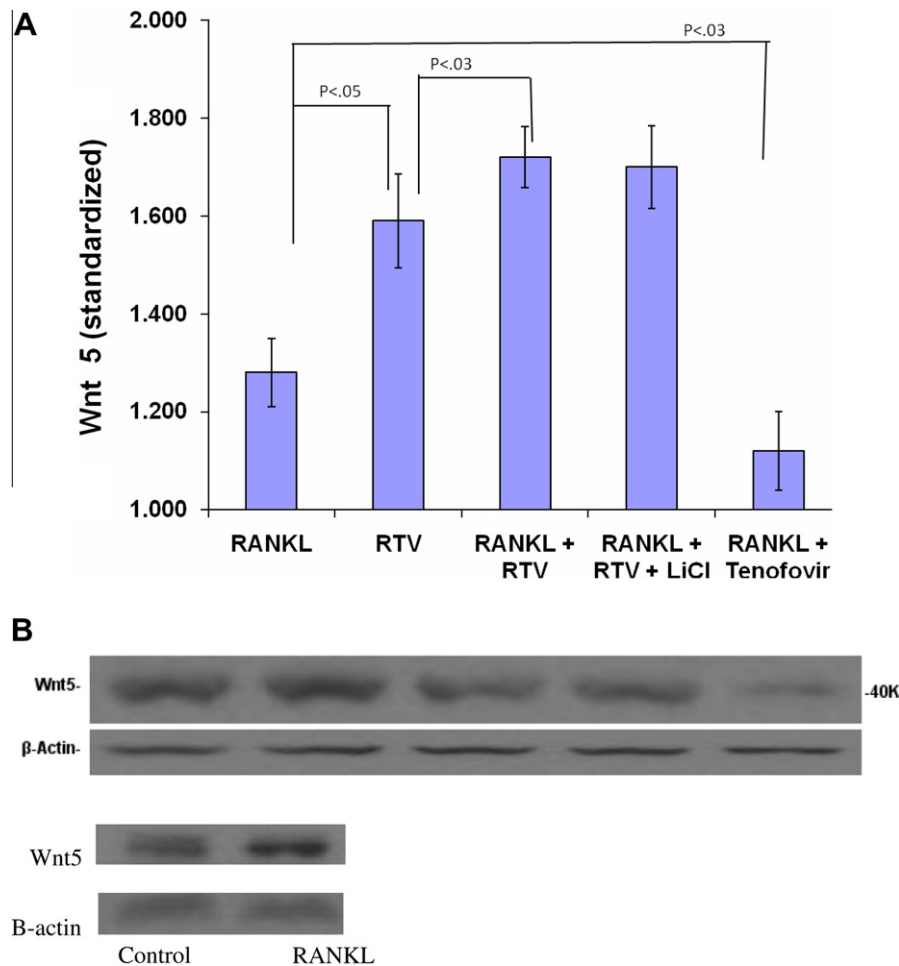 A
2.000
1.800
1.600
1.400
1.200
1.000
Wnt 5 (standardized)
P<.05
P<.03
P<.03
RANKL
RTV
RANKL +
RTV
RANKL +
RTV + LiCl
RANKL +
Tenofovir
B
Wnt5-
-40K
β-Actin-
Wnt5
B-actin
Control
RANKL